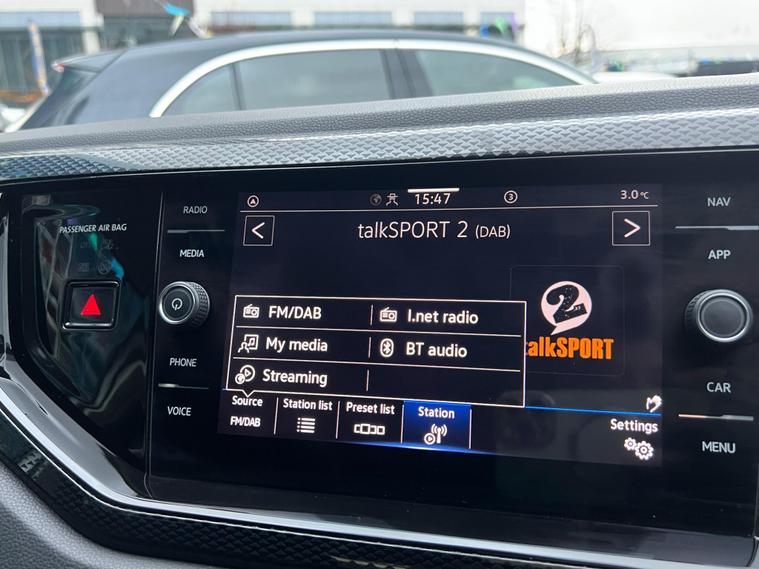 15:47
3
3.0°C
talkSPORT 2 (DAB)
<
>
RADIO
MEDIA
PHONE
VOICE
PASSENGER AIR BAG
FM/DAB
I.net radio
My media
BT audio
Streaming
2
talkSPORT
Source
FM/DAB
Station list
Preset list
Station
Settings
NAV
APP
CAR
MENU